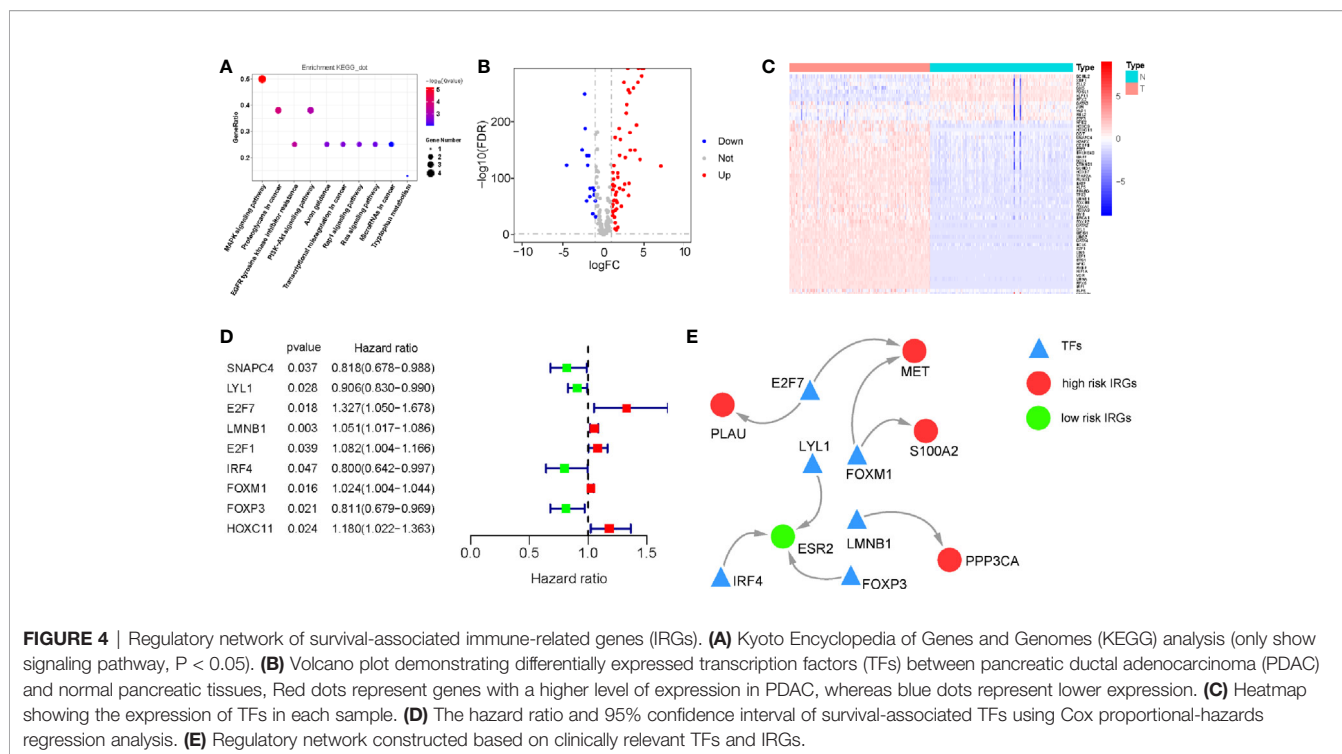 A
Enrichment KEGG_dot
GeneRatio
0.5
0.4
0.3
0.2
MAPK signaling pathway
Proteoglycans in cancer
EGFR tyrosine kinase inhibitor resistance
PI3K-Akt signaling pathway
Axon guidance
Transcriptional misregulation in cancer
Rap1 signaling pathway
Ras signaling pathway
MicroRNAs in cancer
Tryptophan metabolism
5
4
3
Gene Number
1
2
3
4
B
-log10(FDR)
300
200
100
0
-10
-5
0
5
10
logFC
Down
Not
Up
C
Type
5
0
-5
Type
N
T
D
pvalue Hazard ratio
SNAPC4 0.037 0.818(0.678-0.988)
LYL1 0.028 0.906(0.830-0.990)
E2F7 0.018 1.327(1.050-1.678)
LMNB1 0.003 1.051(1.017-1.086)
E2F1 0.039 1.082(1.004-1.166)
IRF4 0.047 0.800(0.642-0.997)
FOXM1 0.016 1.024(1.004-1.044)
FOXP3 0.021 0.811(0.679-0.969)
HOXC11 0.024 1.180(1.022-1.363)
0.0 0.5 1.0 1.5
Hazard ratio
E
E2F7
MET
PLAU
LYL1
FOXM1
S100A2
ESR2
LMNB1
PPP3CA
IRF4
FOXP3
TFs
high risk IRGs
low risk IRGs
FIGURE 4 | Regulatory network of survival-associated immune-related genes (IRGs). (A) Kyoto Encyclopedia of Genes and Genomes (KEGG) analysis (only show
signaling pathway, P < 0.05). (B) Volcano plot demonstrating differentially expressed transcription factors (TFs) between pancreatic ductal adenocarcinoma (PDAC)
and normal pancreatic tissues, Red dots represent genes with a higher level of expression in PDAC, whereas blue dots represent lower expression. (C) Heatmap
showing the expression of TFs in each sample. (D) The hazard ratio and 95% confidence interval of survival-associated TFs using Cox proportional-hazards
regression analysis. (E) Regulatory network constructed based on clinically relevant TFs and IRGs.